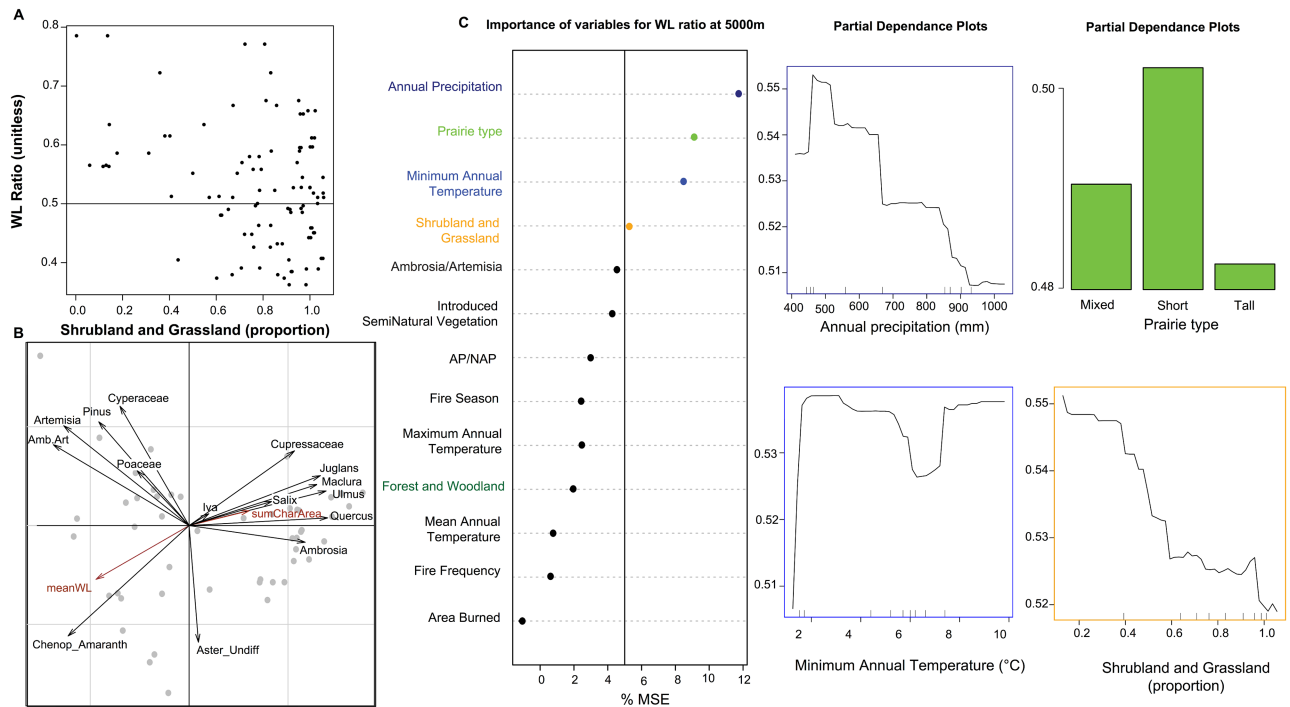 A
WL Ratio (unitless)
0.8
0.7
0.6
0.5
0.4
0.0 0.2 0.4 0.6 0.8 1.0
Shrubland and Grassland (proportion)
B
Cyperaceae
Pinus
Artemisia
Amb.Art
Poaceae
Cupressaceae
Juglans
Maclura
Ulmus
Salix
Iva
sumCharArea
Quercus
Ambrosia
meanWL
Chenop_Amaranth
Aster_Undiff
C
Importance of variables for WL ratio at 5000m
Annual Precipitation
Prairie type
Minimum Annual
Temperature
Shrubland and
Grassland
Ambrosia/Artemisia
Introduced
SemiNatural Vegetation
AP/NAP
Fire Season
Maximum Annual
Temperature
Forest and Woodland
Mean Annual
Temperature
Fire Frequency
Area Burned
0 2 4 6 8 10 12
% MSE
Partial Dependance Plots
0.55
0.54
0.53
0.52
0.51
400 500 600 700 800 900 1000
Annual precipitation (mm)
Partial Dependance Plots
0.50
0.48
Mixed Short Tall
Prairie type
0.53
0.52
0.51
2 4 6 8 10
Minimum Annual Temperature (°C)
0.55
0.54
0.53
0.52
0.2 0.4 0.6 0.8 1.0
Shrubland and Grassland
(proportion)